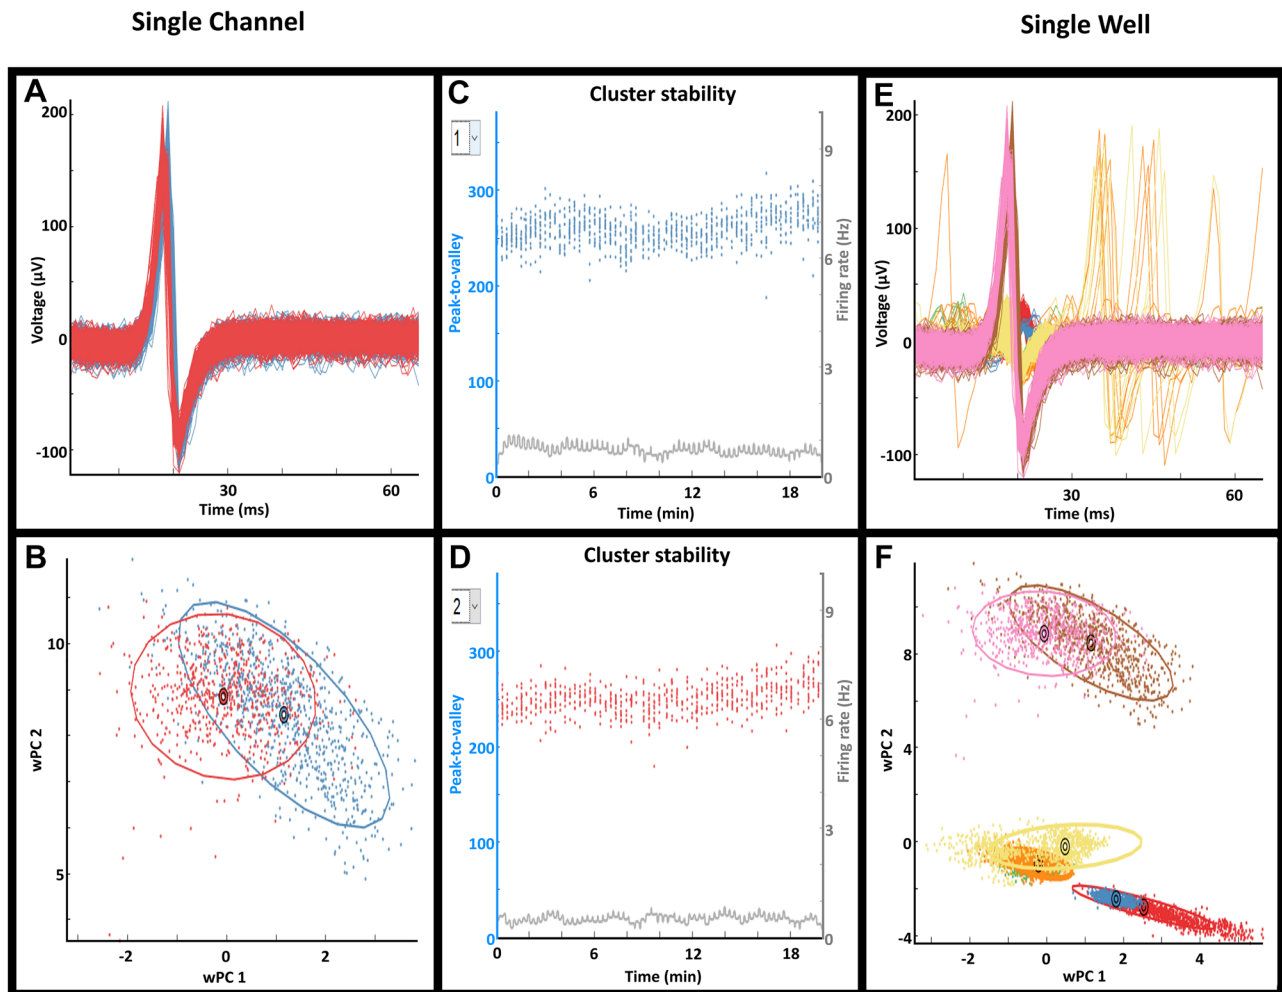 Single Channel
Single Well
A
200
100
0
-100
Voltage (µV)
30
60
Time (ms)
B
10
5
wPC 2
-2
0
2
wPC 1
C
Cluster stability
1
300
200
100
0
Peak-to-valley
9
6
3
0
Firing rate (Hz)
0
6
12
18
Time (min)
D
Cluster stability
2
300
200
100
0
Peak-to-valley
9
6
3
0
Firing rate (Hz)
0
6
12
18
Time (min)
E
200
100
0
-100
Voltage (µV)
30
60
Time (ms)
F
8
4
0
-4
wPC 2
-2
0
2
4
wPC 1